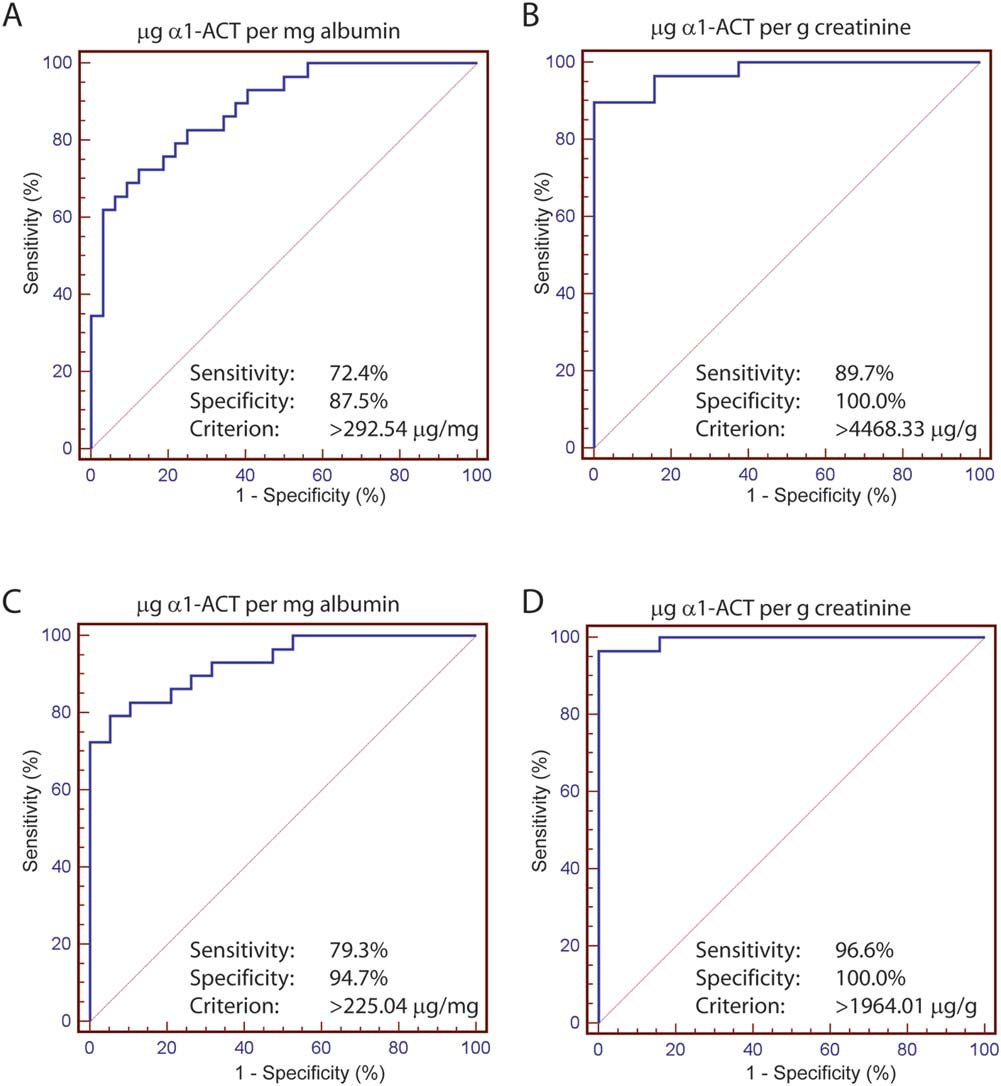 A
μg α1-ACT per mg albumin
100
80
60
40
20
0
Sensitivity (%)
Sensitivity: 72.4%
Specificity: 87.5%
Criterion: >292.54 μg/mg
0 20 40 60 80 100
1 - Specificity (%)
B
μg α1-ACT per g creatinine
100
80
60
40
20
0
Sensitivity (%)
Sensitivity: 89.7%
Specificity: 100.0%
Criterion: >4468.33 μg/g
0 20 40 60 80 100
1 - Specificity (%)
C
μg α1-ACT per mg albumin
100
80
60
40
20
0
Sensitivity (%)
Sensitivity: 79.3%
Specificity: 94.7%
Criterion: >225.04 μg/mg
0 20 40 60 80 100
1 - Specificity (%)
D
μg α1-ACT per g creatinine
100
80
60
40
20
0
Sensitivity (%)
Sensitivity: 96.6%
Specificity: 100.0%
Criterion: >1964.01 μg/g
0 20 40 60 80 100
1 - Specificity (%)